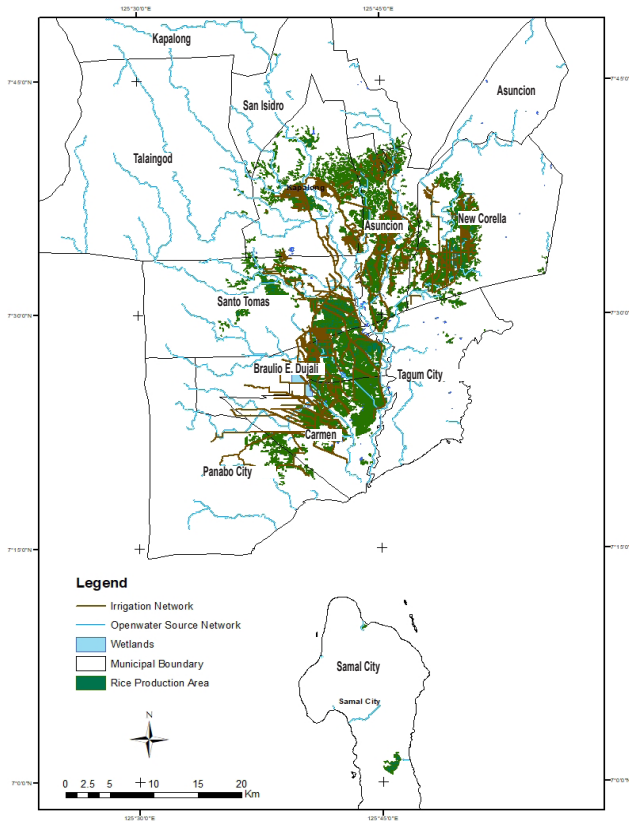 125°30'0"E 125°45'0"E
Kapalong
7°45'0"N
7°45'0
Asuncion
San Isidro
Talaingod
Kapalong
New Corella
Asuncion
Santo Tomas
7°30'0"N
7°30'0
Braulio E. Dujali
Tagum City
Carmen
Panabo City
7°15'0"N
7°15'0
Legend
Irrigation Network
Openwater Source Network
Wetlands
Municipal Boundary
Rice Production Area
Samal City
Samal City
N
0 2.5 5 10 15 20
Km
7°0'0"N
7°0'0
125°30'0"E 125°45'0"E